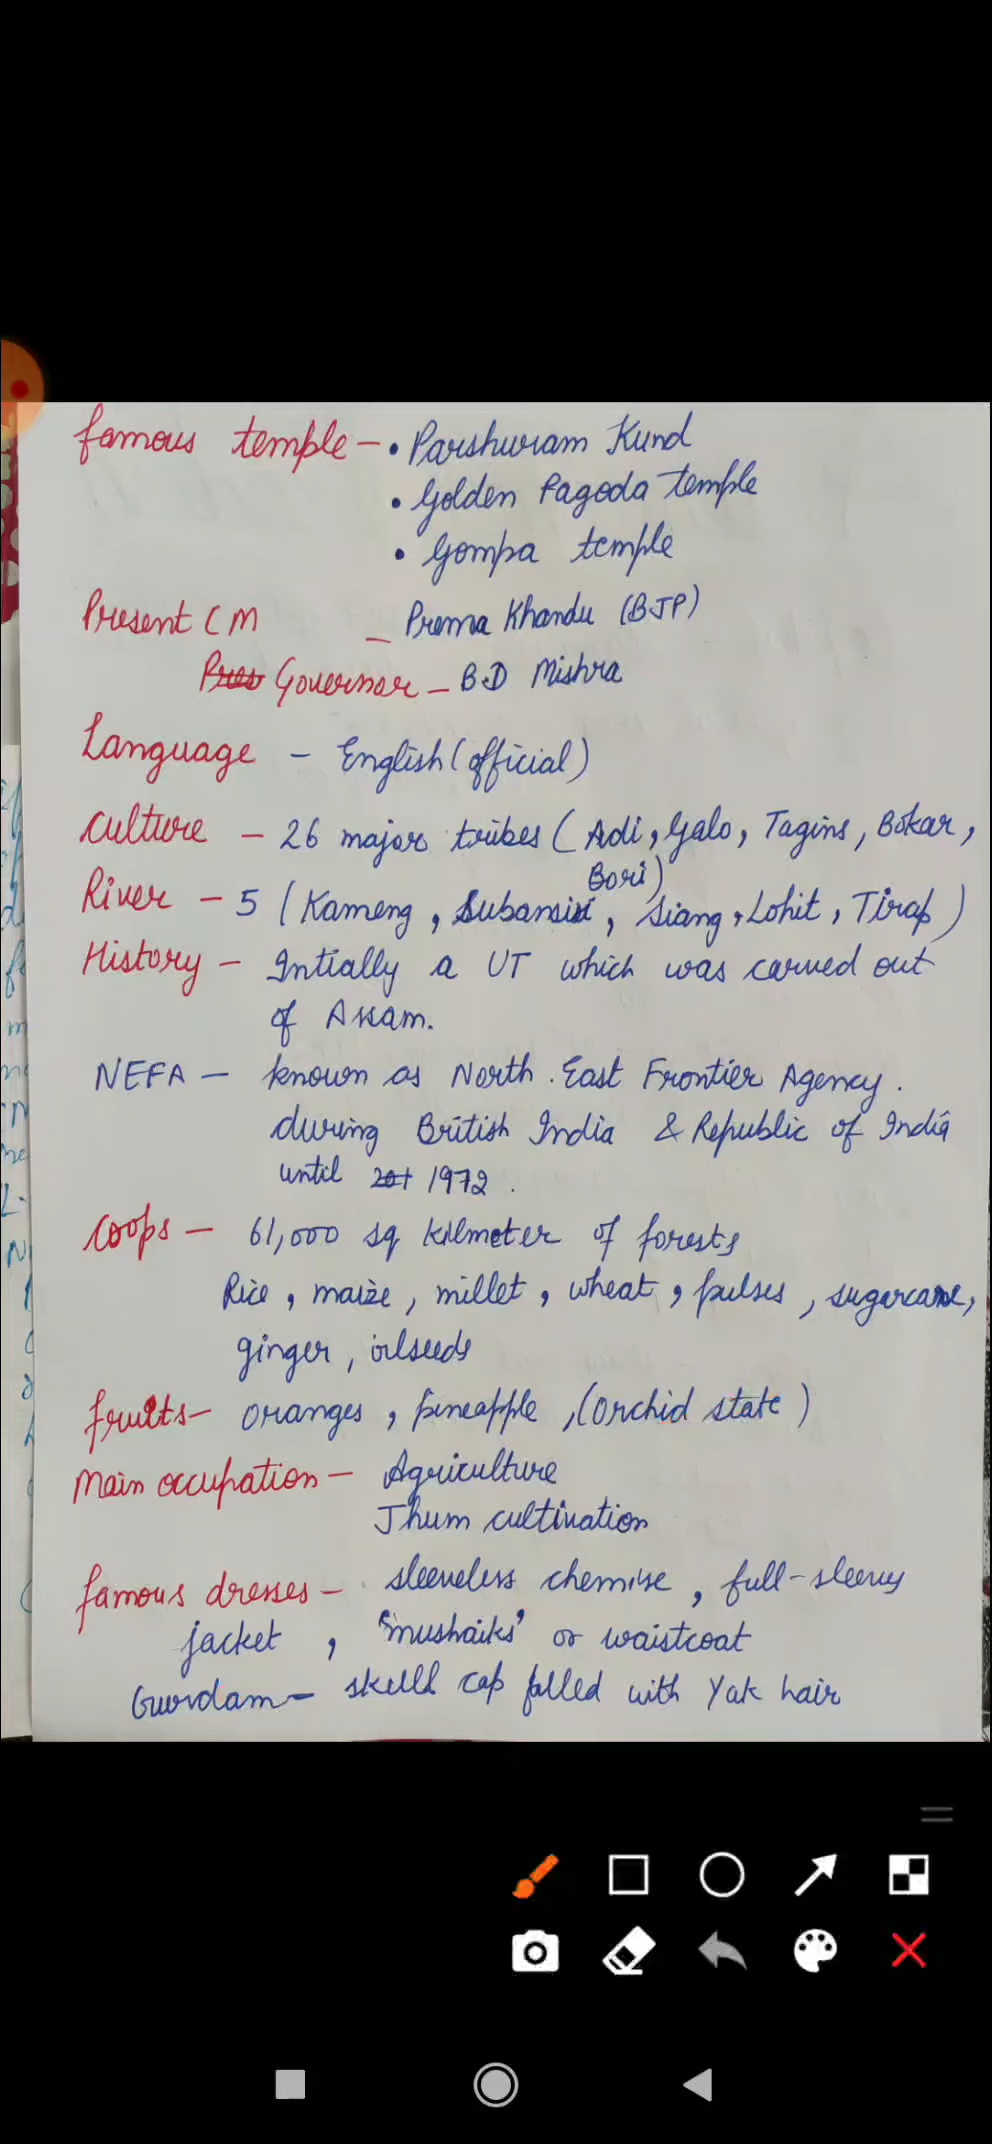 famous temple - • Parshuram Kund
• Golden Pagoda temple
• Gompa temple
Present CM - Prema Khandu (BJP)
Pres Governor - B.D Mishra
Language - English (official)
Culture - 26 major tribes ( Adi, Galo, Tagins, Bokar,
Bori)
River - 5 ( Kameng, Subansiri, Siang, Lohit, Tirap )
History - Intially a UT which was carved out
of Assam.
NEFA - known as North. East Frontier Agency.
during British India & Republic of India
until 201 1972.
Coops - 61,000 sq kilmeter of forests
Rice, maize, millet, wheat, pulses, sugarcane,
ginger, oilseeds
fruits - oranges, pineapple, (Orchid state )
Main occupation - Agriculture
Jhum cultivation
famous dresses - sleeveless chemise, full-sleevs
jacket, 'mushaiks' or waistcoat
Gurdam - skull cap falled with Yak hair